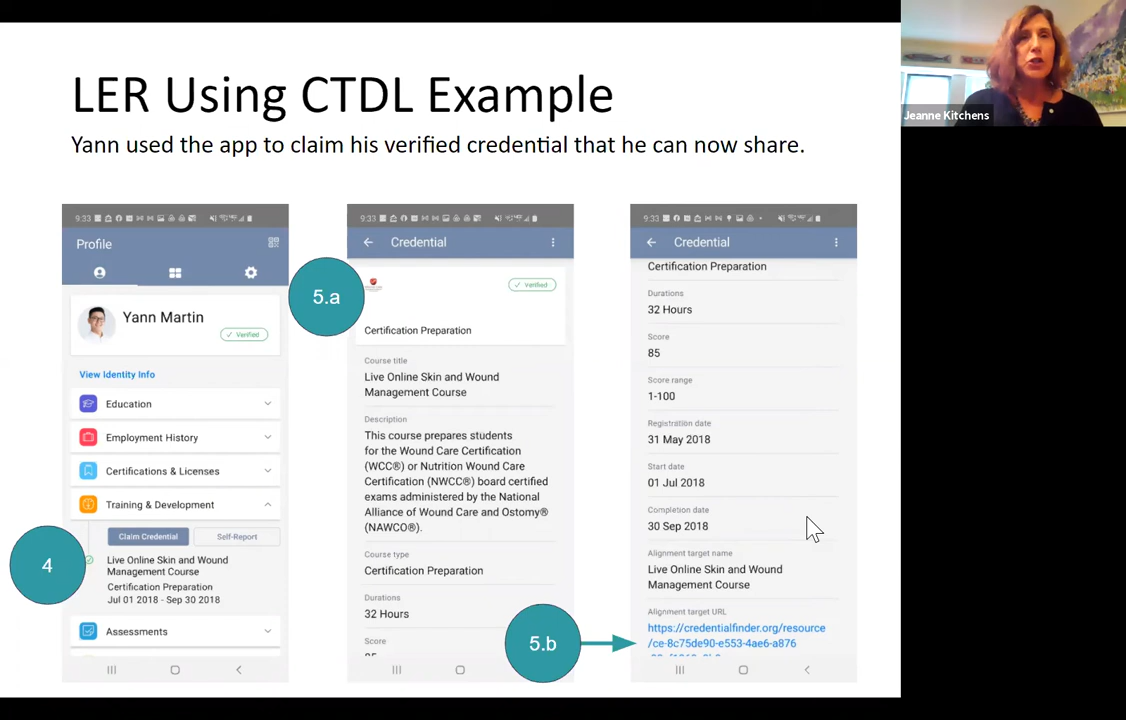 LER Using CTDL Example
Yann used the app to claim his verified credential that he can now share.
Jeanne Kitchens
9:33
Profile
Yann Martin
Verified
View Identity Info
Education
Employment History
Certifications & Licenses
Training & Development
Claim Credential
Self-Report
4
Live Online Skin and Wound
Management Course
Certification Preparation
Jul 01 2018 - Sep 30 2018
Assessments
5.a
9:33
Credential
Verified
Certification Preparation
Course title
Live Online Skin and Wound
Management Course
Description
This course prepares students
for the Wound Care Certification
(WCC®) or Nutrition Wound Care
Certification (NWCC®) board certified
exams administered by the National
Alliance of Wound Care and Ostomy®
(NAWCO®).
Course type
Certification Preparation
Durations
32 Hours
Score
5.b
9:33
Credential
Certification Preparation
Durations
32 Hours
Score
85
Score range
1-100
Registration date
31 May 2018
Start date
01 Jul 2018
Completion date
30 Sep 2018
Alignment target name
Live Online Skin and Wound
Management Course
Alignment target URL
https://credentialfinder.org/resource
/ce-8c75de90-e553-4ae6-a876